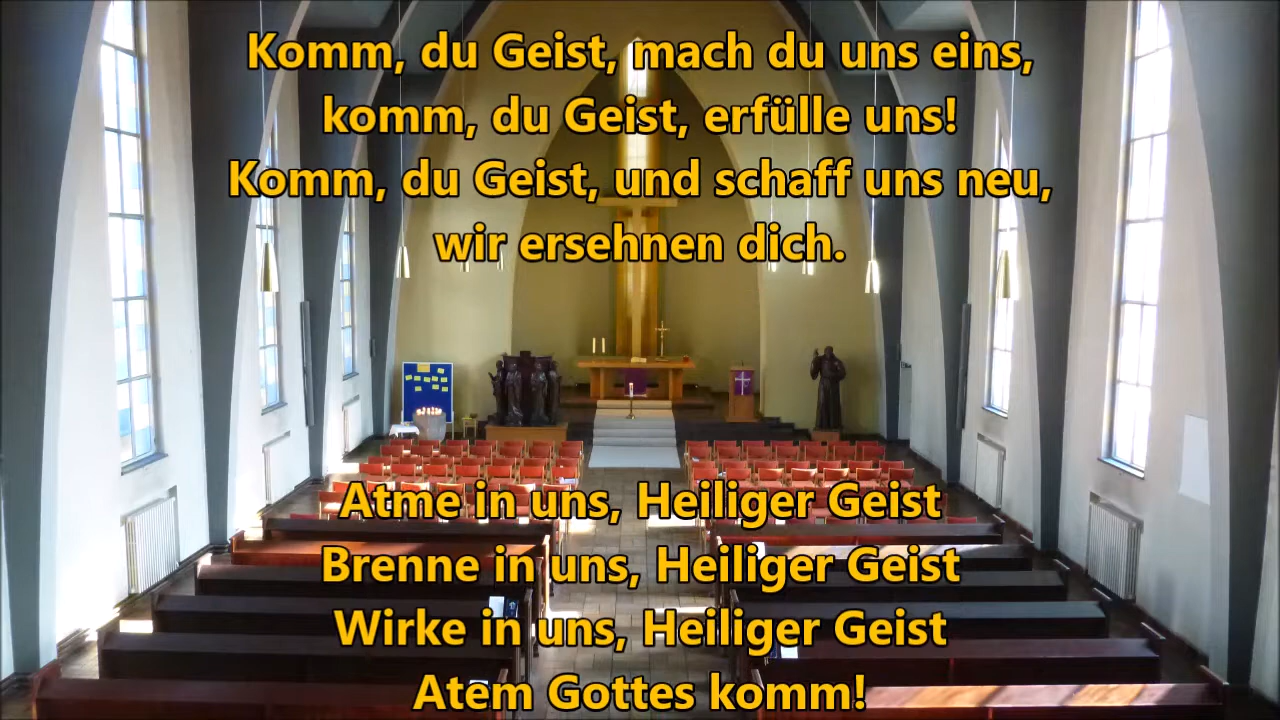 Komm, du Geist, mach du uns eins,
komm, du Geist, erfülle uns!
Komm, du Geist, und schaff uns neu,
wir ersehnen dich.
Atme in uns, Heiliger Geist
Brenne in uns, Heiliger Geist
Wirke in uns, Heiliger Geist
Atem Gottes komm!